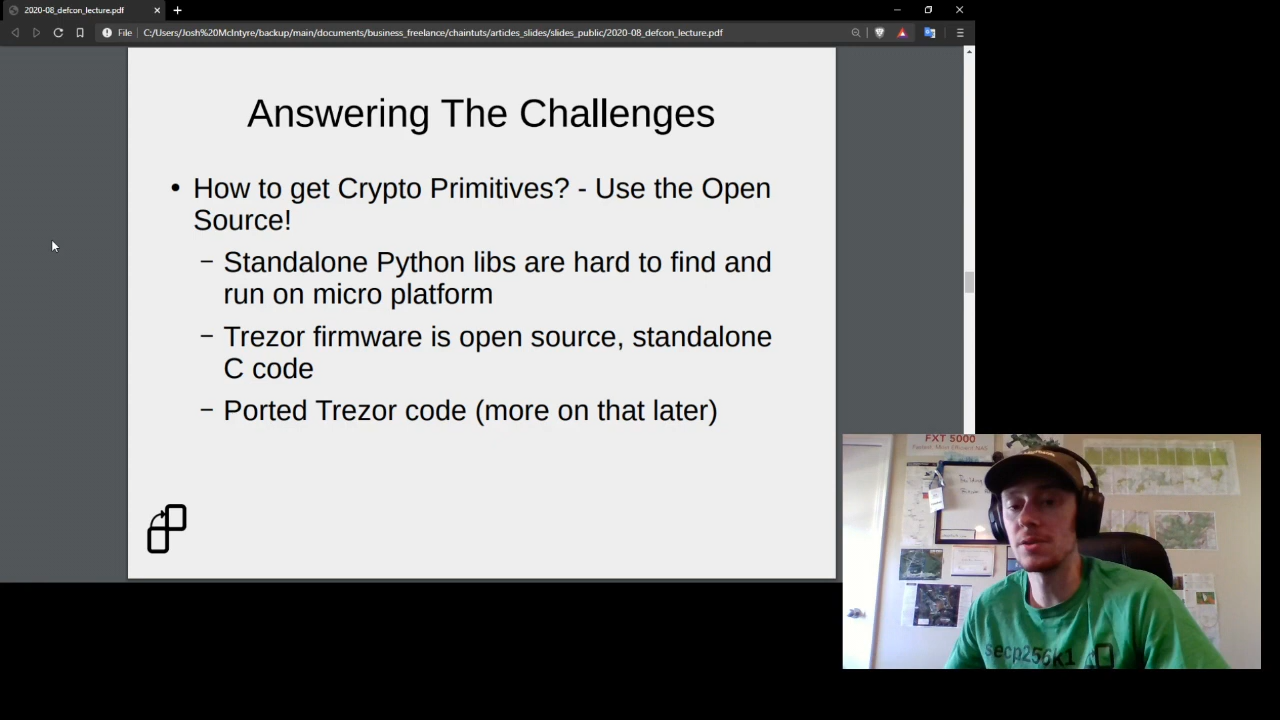 2020-08_defcon_lecture.pdf
File
C:/Users/Josh%20McIntyre/backup/main/documents/business_freelance/chaintuts/articles_slides/slides_public/2020-08_defcon_lecture.pdf
Answering The Challenges
• How to get Crypto Primitives? - Use the Open
Source!
– Standalone Python libs are hard to find and
run on micro platform
– Trezor firmware is open source, standalone
C code
– Ported Trezor code (more on that later)
FXT 5000
secp256k1